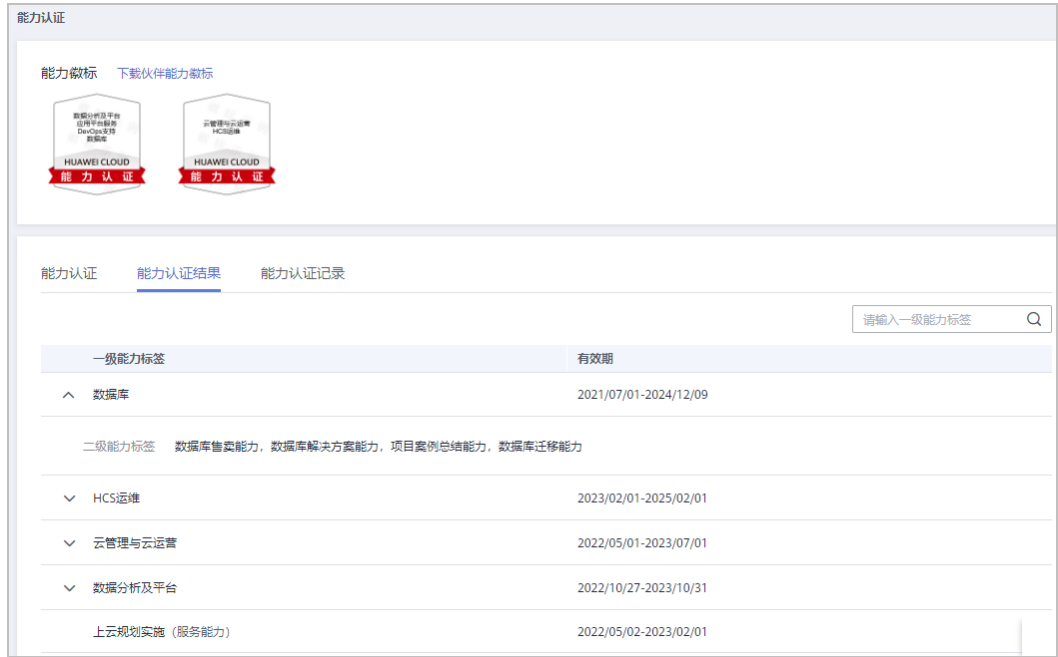 能力认证
能力徽标 下载伙伴能力徽标
数据分析及平台
应用平台服务
DevOps支持
数据库
HUAWEI CLOUD
能力认证
云管理与云运营
HCS运维
HUAWEI CLOUD
能力认证
能力认证 能力认证结果 能力认证记录
请输入一级能力标签
一级能力标签 有效期
数据库 2021/07/01-2024/12/09
二级能力标签 数据库售卖能力，数据库解决方案能力，项目案例总结能力，数据库迁移能力
HCS运维 2023/02/01-2025/02/01
云管理与云运营 2022/05/01-2023/07/01
数据分析及平台 2022/10/27-2023/10/31
上云规划实施（服务能力） 2022/05/02-2023/02/01